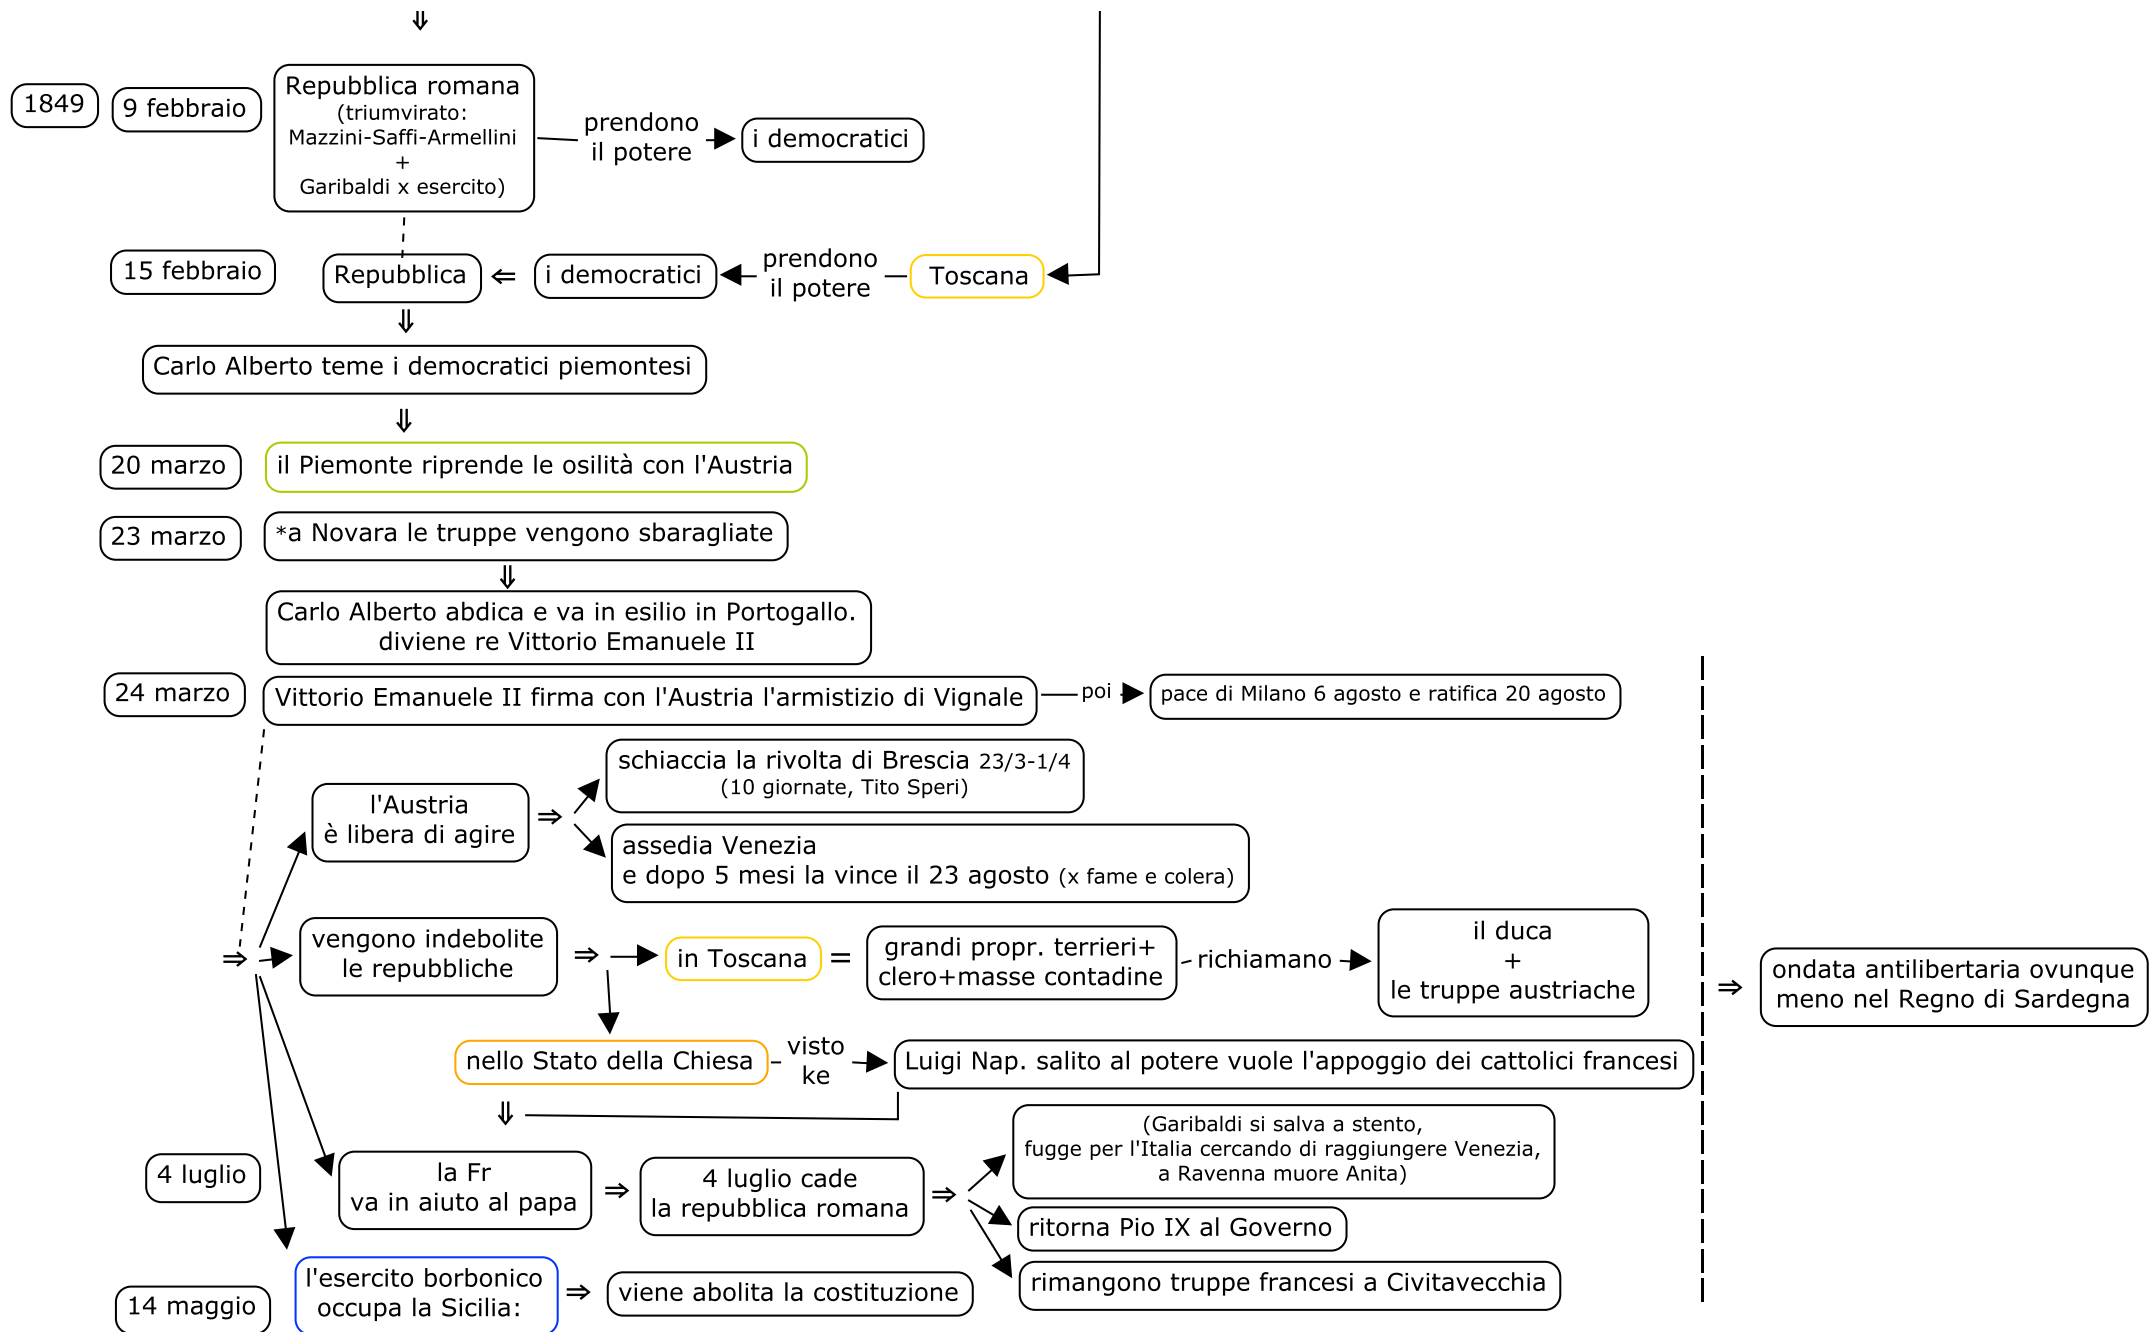 ⇓
1849
9 febbraio
Repubblica romana
(triumvirato:
Mazzini-Saffi-Armellini
+
Garibaldi x esercito)
prendono
il potere
i democratici
15 febbraio
Repubblica
⇐
i democratici
prendono
il potere
Toscana
⇓
Carlo Alberto teme i democratici piemontesi
⇓
20 marzo
il Piemonte riprende le osilità con l'Austria
23 marzo
*a Novara le truppe vengono sbaragliate
⇓
Carlo Alberto abdica e va in esilio in Portogallo.
diviene re Vittorio Emanuele II
24 marzo
Vittorio Emanuele II firma con l'Austria l'armistizio di Vignale
poi
pace di Milano 6 agosto e ratifica 20 agosto
l'Austria
è libera di agire
⇒
schiaccia la rivolta di Brescia 23/3-1/4
(10 giornate, Tito Speri)
assedia Venezia
e dopo 5 mesi la vince il 23 agosto (x fame e colera)
⇒
vengono indebolite
le repubbliche
⇒
in Toscana
=
grandi propr. terrieri+
clero+masse contadine
richiamano
il duca
+
le truppe austriache
⇒
ondata antilibertaria ovunque
meno nel Regno di Sardegna
nello Stato della Chiesa
visto
ke
Luigi Nap. salito al potere vuole l'appoggio dei cattolici francesi
⇓
4 luglio
la Fr
va in aiuto al papa
⇒
4 luglio cade
la repubblica romana
⇒
(Garibaldi si salva a stento,
fugge per l'Italia cercando di raggiungere Venezia,
a Ravenna muore Anita)
ritorna Pio IX al Governo
rimangono truppe francesi a Civitavecchia
14 maggio
l'esercito borbonico
occupa la Sicilia:
⇒
viene abolita la costituzione